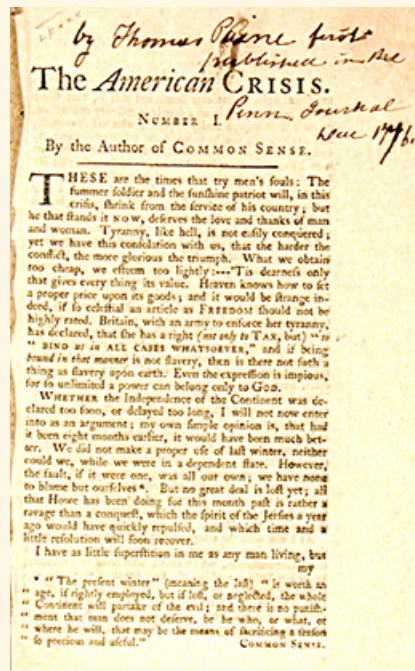 by Thomas Paine first
published in the
The American CRISIS.
Penn Journal
NUMBER I.
Dec 1776.
By the Author of COMMON SENSE.
THESE are the times that try men's souls: The
summer soldier and the sunshine patriot will, in this
crisis, shrink from the service of his country; but
he that stands it NOW, deserves the love and thanks of man
and woman. Tyranny, like hell, is not easily conquered;
yet we have this consolation with us, that the harder the
conflict, the more glorious the triumph. What we obtain
too cheap, we esteem too lightly:---'Tis dearness only
that gives every thing its value. Heaven knows how to set
a proper price upon its goods; and it would be strange in-
deed, if so celestial an article as FREEDOM should not be
highly rated. Britain, with an army to enforce her tyranny,
has declared, that she has a right (not only to TAX, but) "to
" BIND us in ALL CASES WHATSOEVER," and if being
bound in that manner is not slavery, then is there not such a
thing as slavery upon earth. Even the expression is impious,
for so unlimited a power can belong only to GOD.
WHETHER the Independence of the Continent was de-
clared too soon, or delayed too long, I will not now enter
into as an argument; my own simple opinion is, that had
it been eight months earlier, it would have been much bet-
ter. We did not make a proper use of last winter, neither
could we, while we were in a dependent state. However,
the fault, if it were one, was all our own; we have none
to blame but ourselves*. But no great deal is lost yet; all
that Howe has been doing for this month past is rather a
ravage than a conquest, which the spirit of the Jersies a year
ago would have quickly repulsed, and which time and a
little resolution will soon recover.
I have as little superstition in me as any man living, but
my
* "The present winter" (meaning the last) "is worth an
" age, if rightly employed, but if lost, or neglected, the whole
" Continent will partake of the evil; and there is no punish-
" ment that man does not deserve, be he who, or what, or
" where he will, that may be the means of sacrificing a season
" so precious and useful." COMMON SENSE.